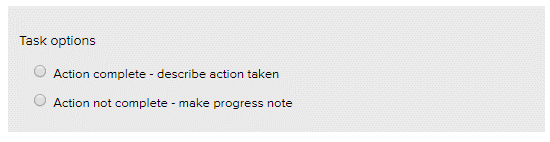 Task options
Action complete - describe action taken
Action not complete - make progress note